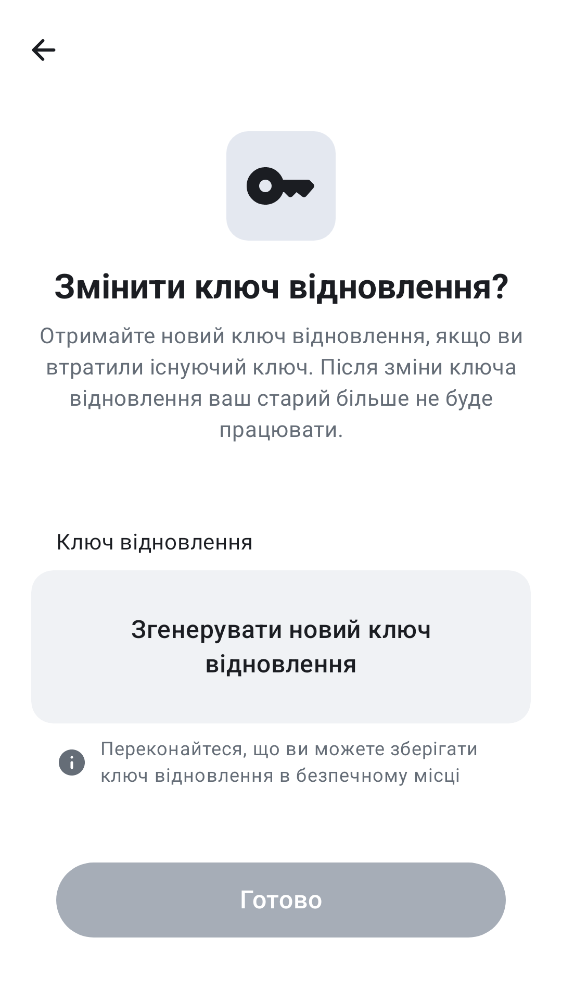 Змінити ключ відновлення?
Отримайте новий ключ відновлення, якщо ви
втратили існуючий ключ. Після зміни ключа
відновлення ваш старий більше не буде
працювати.
Ключ відновлення
Згенерувати новий ключ
відновлення
Переконайтеся, що ви можете зберігати
ключ відновлення в безпечному місці
Готово